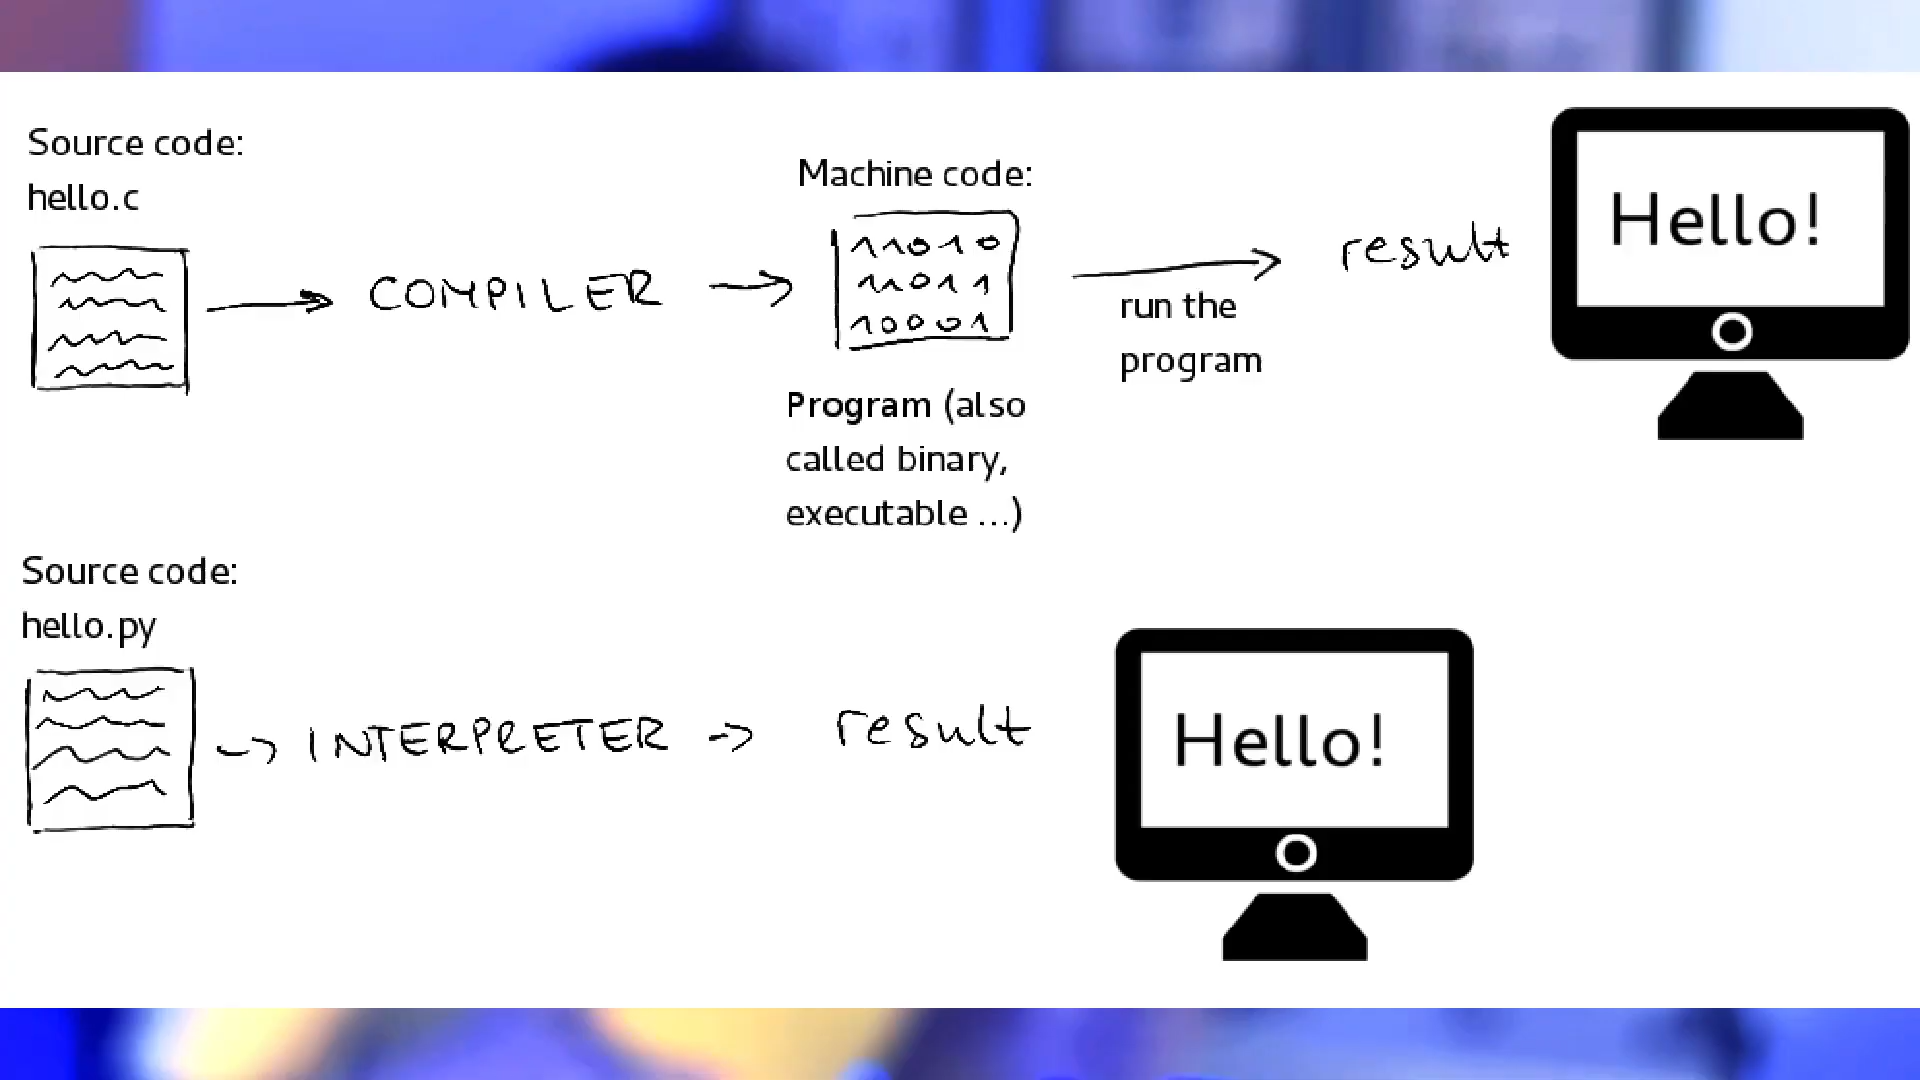 Source code:
hello.c
COMPILER
Machine code:
11010
11011
10001
Program (also
called binary,
executable ...)
run the
program
result
Hello!
Source code:
hello.py
INTERPRETER
result
Hello!